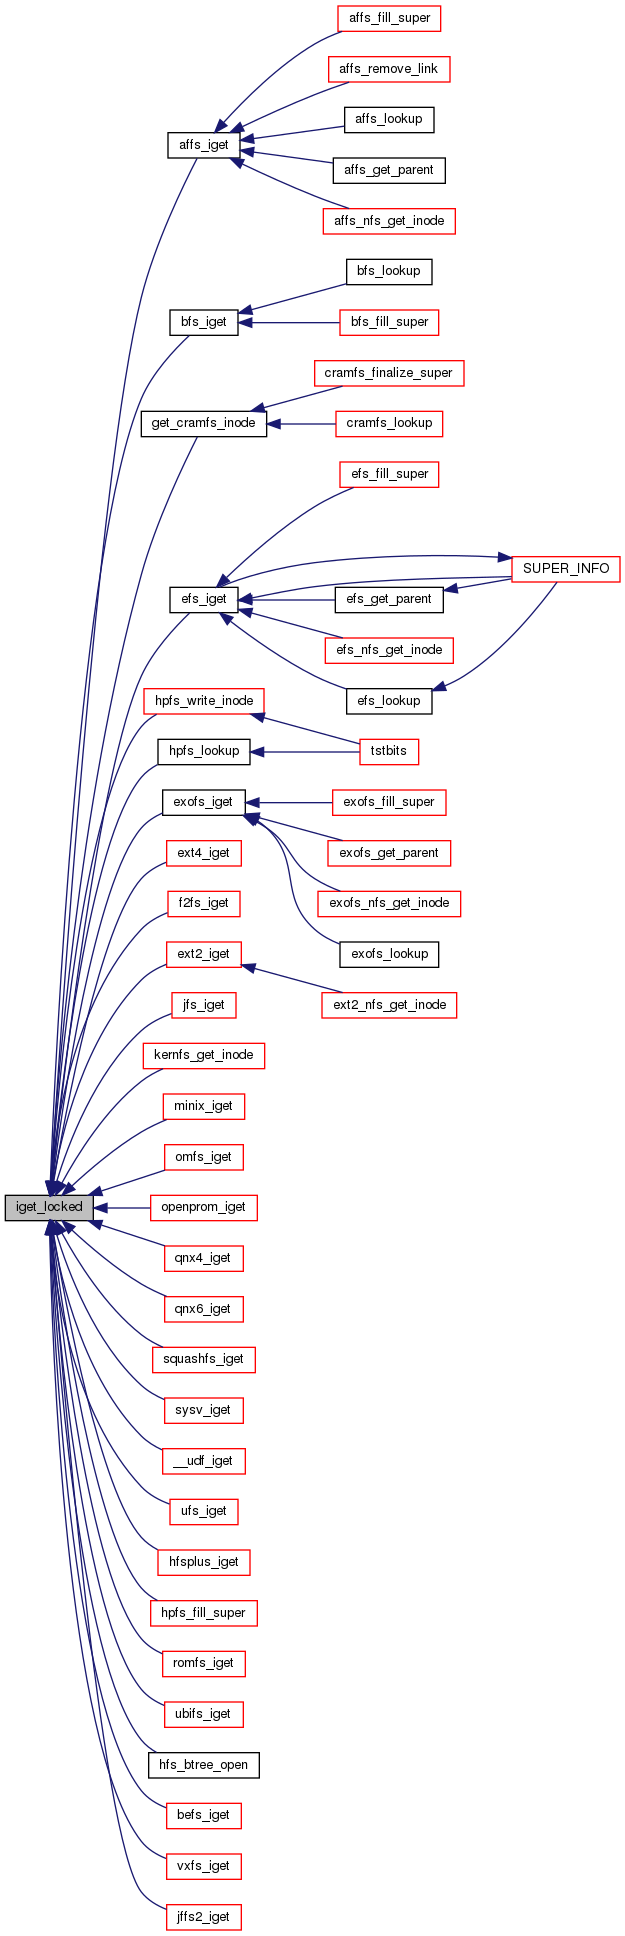 affs_fill_super
affs_remove_link
affs_lookup
affs_iget
affs_get_parent
affs_nfs_get_inode
bfs_lookup
bfs_iget
bfs_fill_super
cramfs_finalize_super
get_cramfs_inode
cramfs_lookup
efs_fill_super
SUPER_INFO
efs_iget
efs_get_parent
efs_nfs_get_inode
efs_lookup
hpfs_write_inode
hpfs_lookup
tstbits
exofs_iget
exofs_fill_super
exofs_get_parent
ext4_iget
exofs_nfs_get_inode
f2fs_iget
exofs_lookup
ext2_iget
ext2_nfs_get_inode
jfs_iget
kernfs_get_inode
minix_iget
omfs_iget
iget_locked
openprom_iget
qnx4_iget
qnx6_iget
squashfs_iget
sysv_iget
__udf_iget
ufs_iget
hfsplus_iget
hpfs_fill_super
romfs_iget
ubifs_iget
hfs_btree_open
befs_iget
vxfs_iget
jffs2_iget